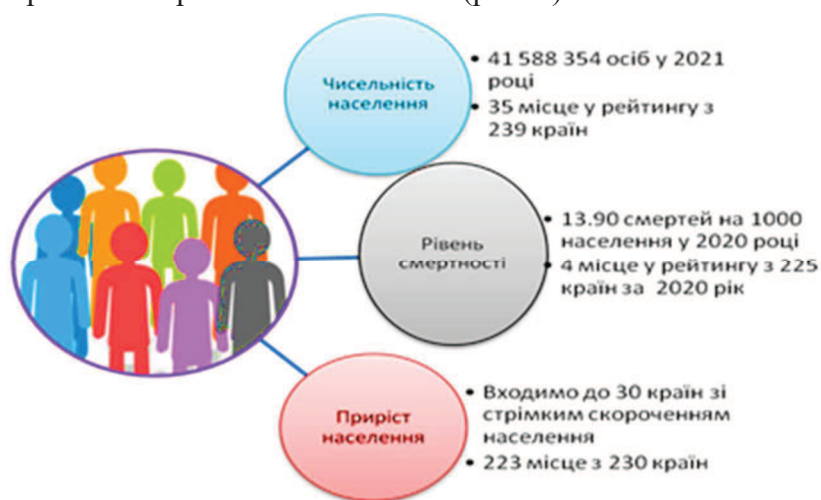 Чисельність
населення
• 41 588 354 осіб у 2021
році
• 35 місце у рейтингу з
239 країн
Рівень
смертності
• 13.90 смертей на 1000
населення у 2020 році
• 4 місце у рейтингу з 225
країн за 2020 рік
Приріст
населення
• Входимо до 30 країн зі
стрімким скороченням
населення
• 223 місце з 230 країн